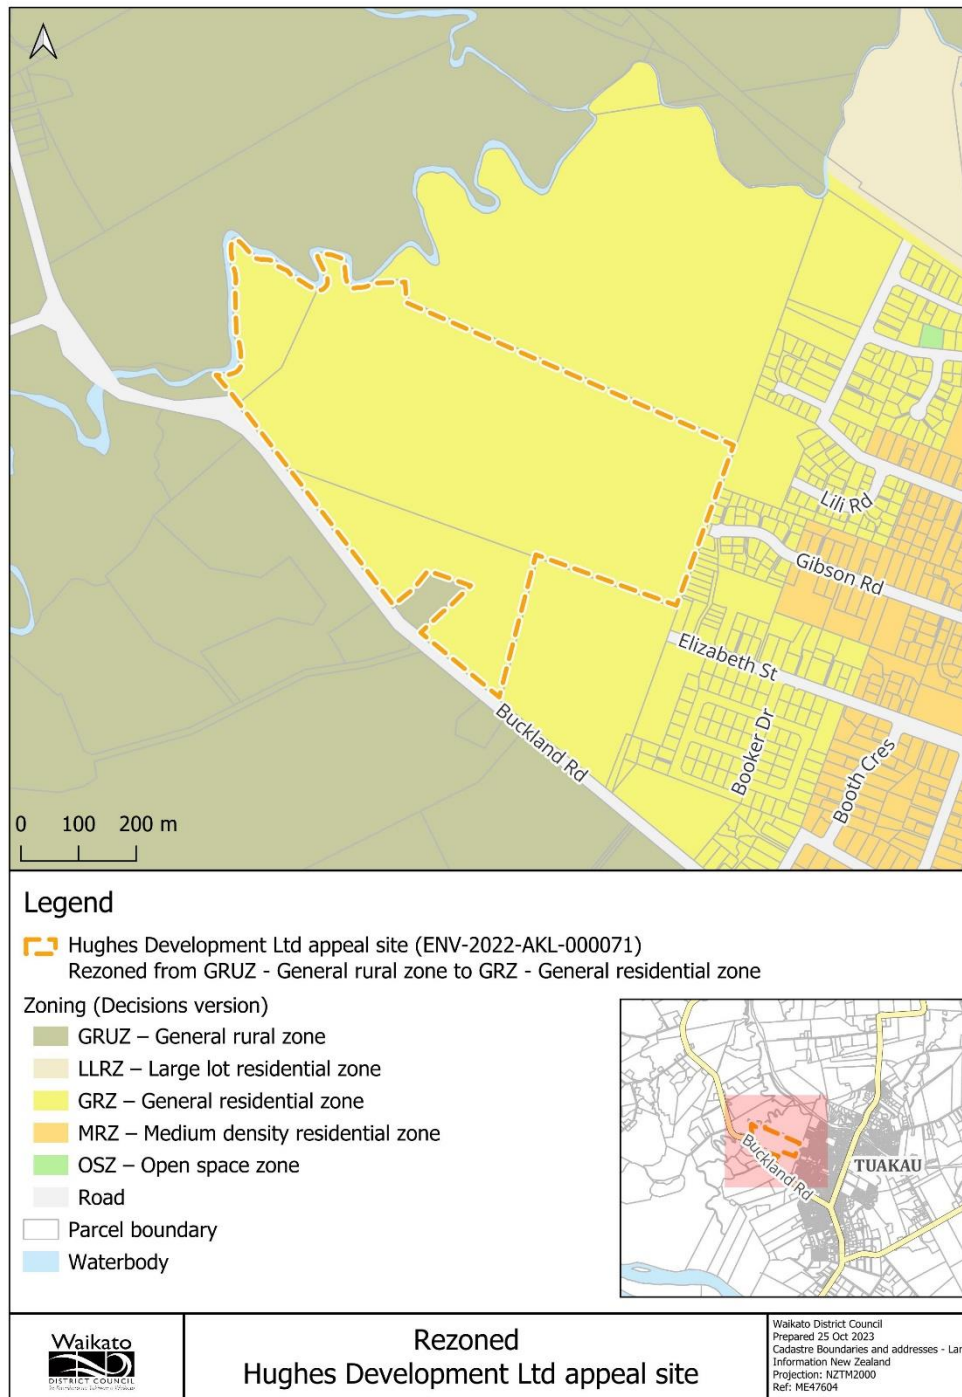 Lili Rd
Gibson Rd
Elizabeth St
Booker Dr
Booth Cres
Buckland Rd
0 100 200 m
Legend
Hughes Development Ltd appeal site (ENV-2022-AKL-000071)
Rezoned from GRUZ - General rural zone to GRZ - General residential zone
Zoning (Decisions version)
GRUZ – General rural zone
LLRZ – Large lot residential zone
GRZ – General residential zone
MRZ – Medium density residential zone
OSZ – Open space zone
Road
Parcel boundary
Waterbody
Buckland Rd
TUAKAU
Waikato
DISTRICT COUNCIL
Rezoned
Hughes Development Ltd appeal site
Waikato District Council
Prepared 25 Oct 2023
Cadastre Boundaries and addresses - Lan
Information New Zealand
Projection: NZTM2000
Ref: ME47604